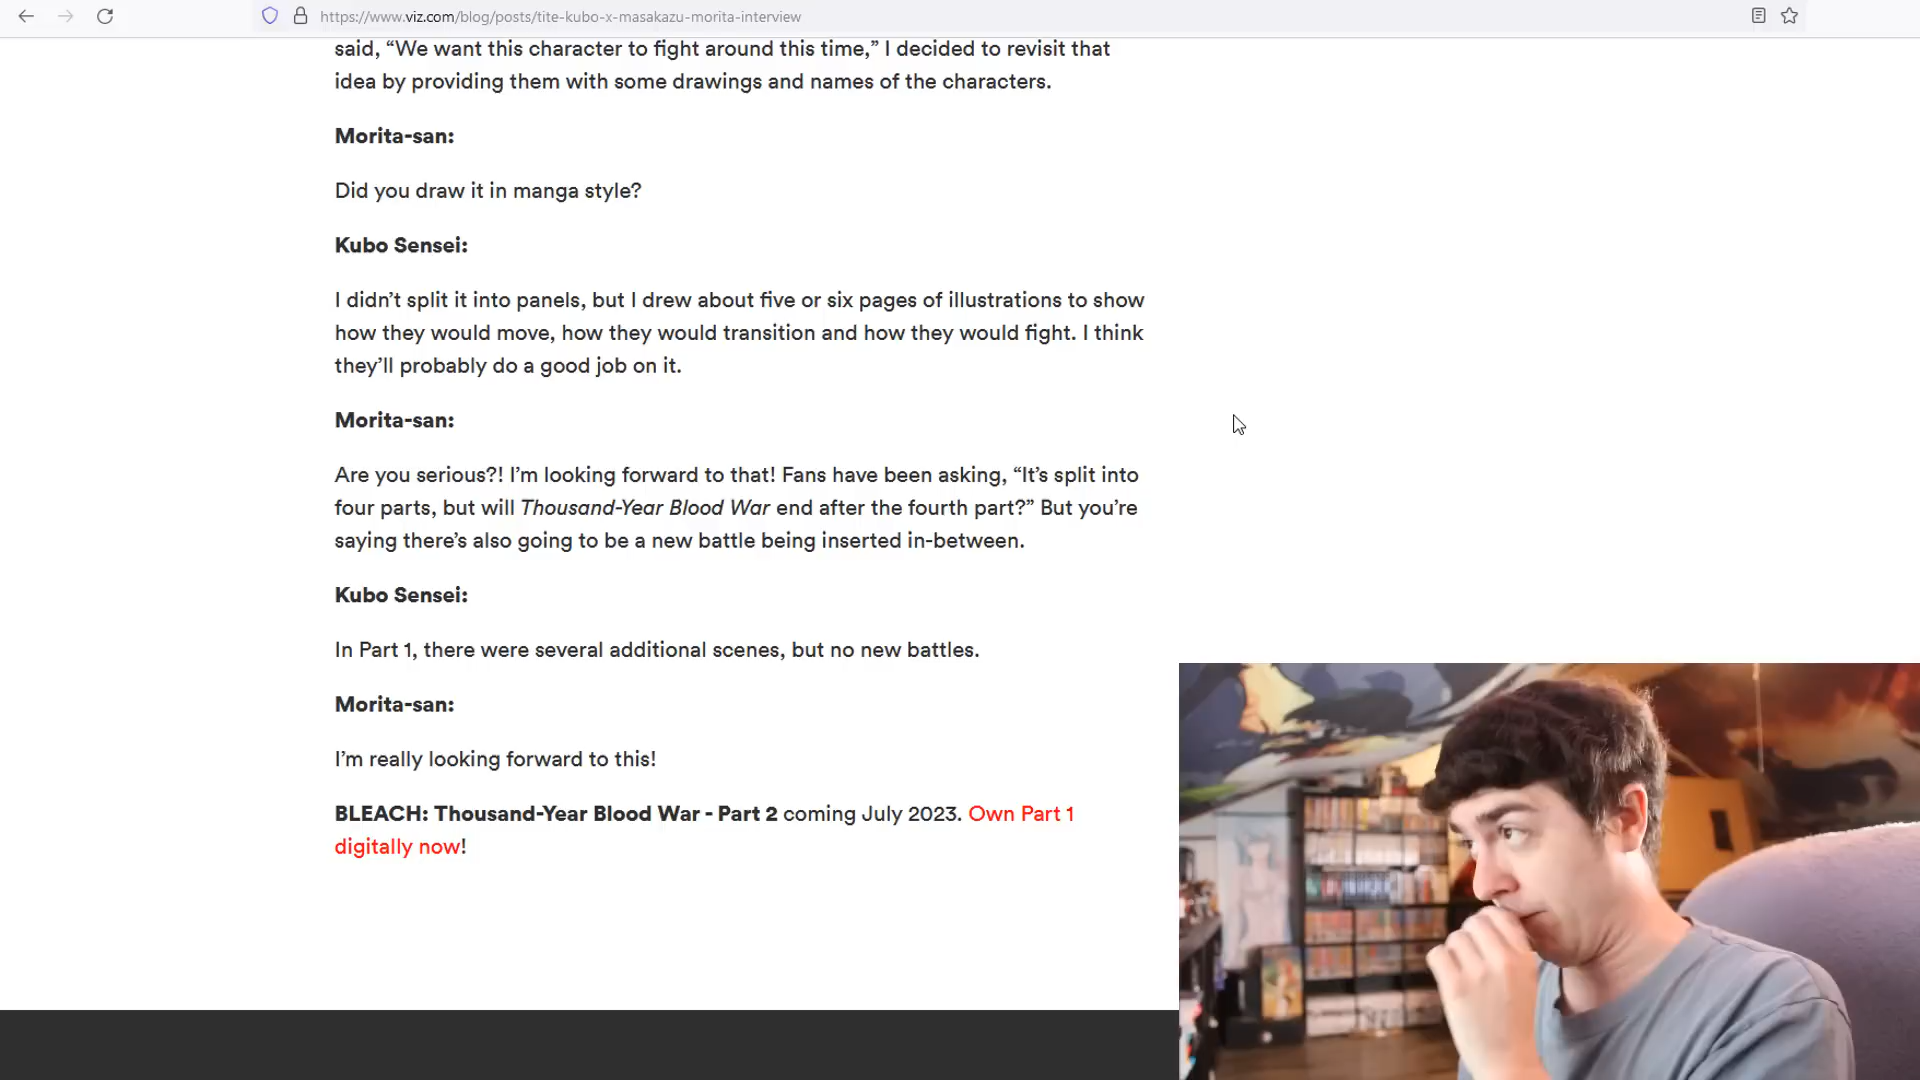 https://www.viz.com/blog/posts/tite-kubo-x-masakazu-morita-interview
said, “We want this character to fight around this time,” I decided to revisit that
idea by providing them with some drawings and names of the characters.
Morita-san:
Did you draw it in manga style?
Kubo Sensei:
I didn’t split it into panels, but I drew about five or six pages of illustrations to show
how they would move, how they would transition and how they would fight. I think
they’ll probably do a good job on it.
Morita-san:
Are you serious?! I’m looking forward to that! Fans have been asking, “It’s split into
four parts, but will Thousand-Year Blood War end after the fourth part?” But you’re
saying there’s also going to be a new battle being inserted in-between.
Kubo Sensei:
In Part 1, there were several additional scenes, but no new battles.
Morita-san:
I’m really looking forward to this!
BLEACH: Thousand-Year Blood War - Part 2 coming July 2023. Own Part 1
digitally now!